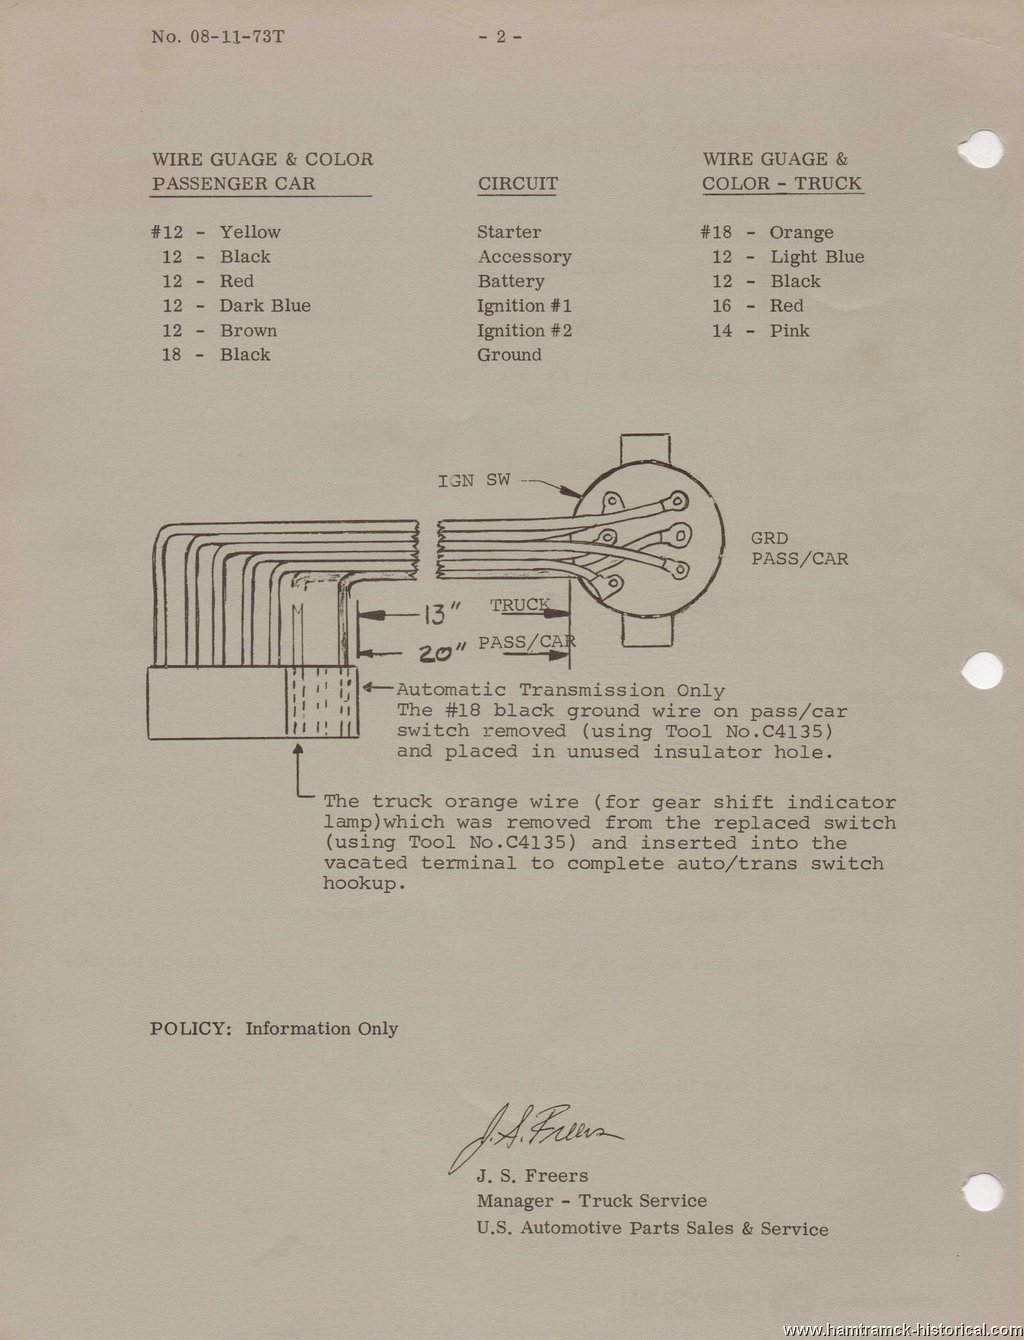 No. 08-11-73T
- 2 -
WIRE GUAGE & COLOR
PASSENGER CAR
CIRCUIT
WIRE GUAGE &
COLOR - TRUCK
#12 - Yellow Starter #18 - Orange
12 - Black Accessory 12 - Light Blue
12 - Red Battery 12 - Black
12 - Dark Blue Ignition #1 16 - Red
12 - Brown Ignition #2 14 - Pink
18 - Black Ground
IGN SW
GRD
PASS/CAR
13" TRUCK
20" PASS/CAR
Automatic Transmission Only
The #18 black ground wire on pass/car
switch removed (using Tool No.C4135)
and placed in unused insulator hole.
The truck orange wire (for gear shift indicator
lamp)which was removed from the replaced switch
(using Tool No.C4135) and inserted into the
vacated terminal to complete auto/trans switch
hookup.
POLICY: Information Only
J. S. Freers
J. S. Freers
Manager - Truck Service
U.S. Automotive Parts Sales & Service
www.hamtramck-historical.com